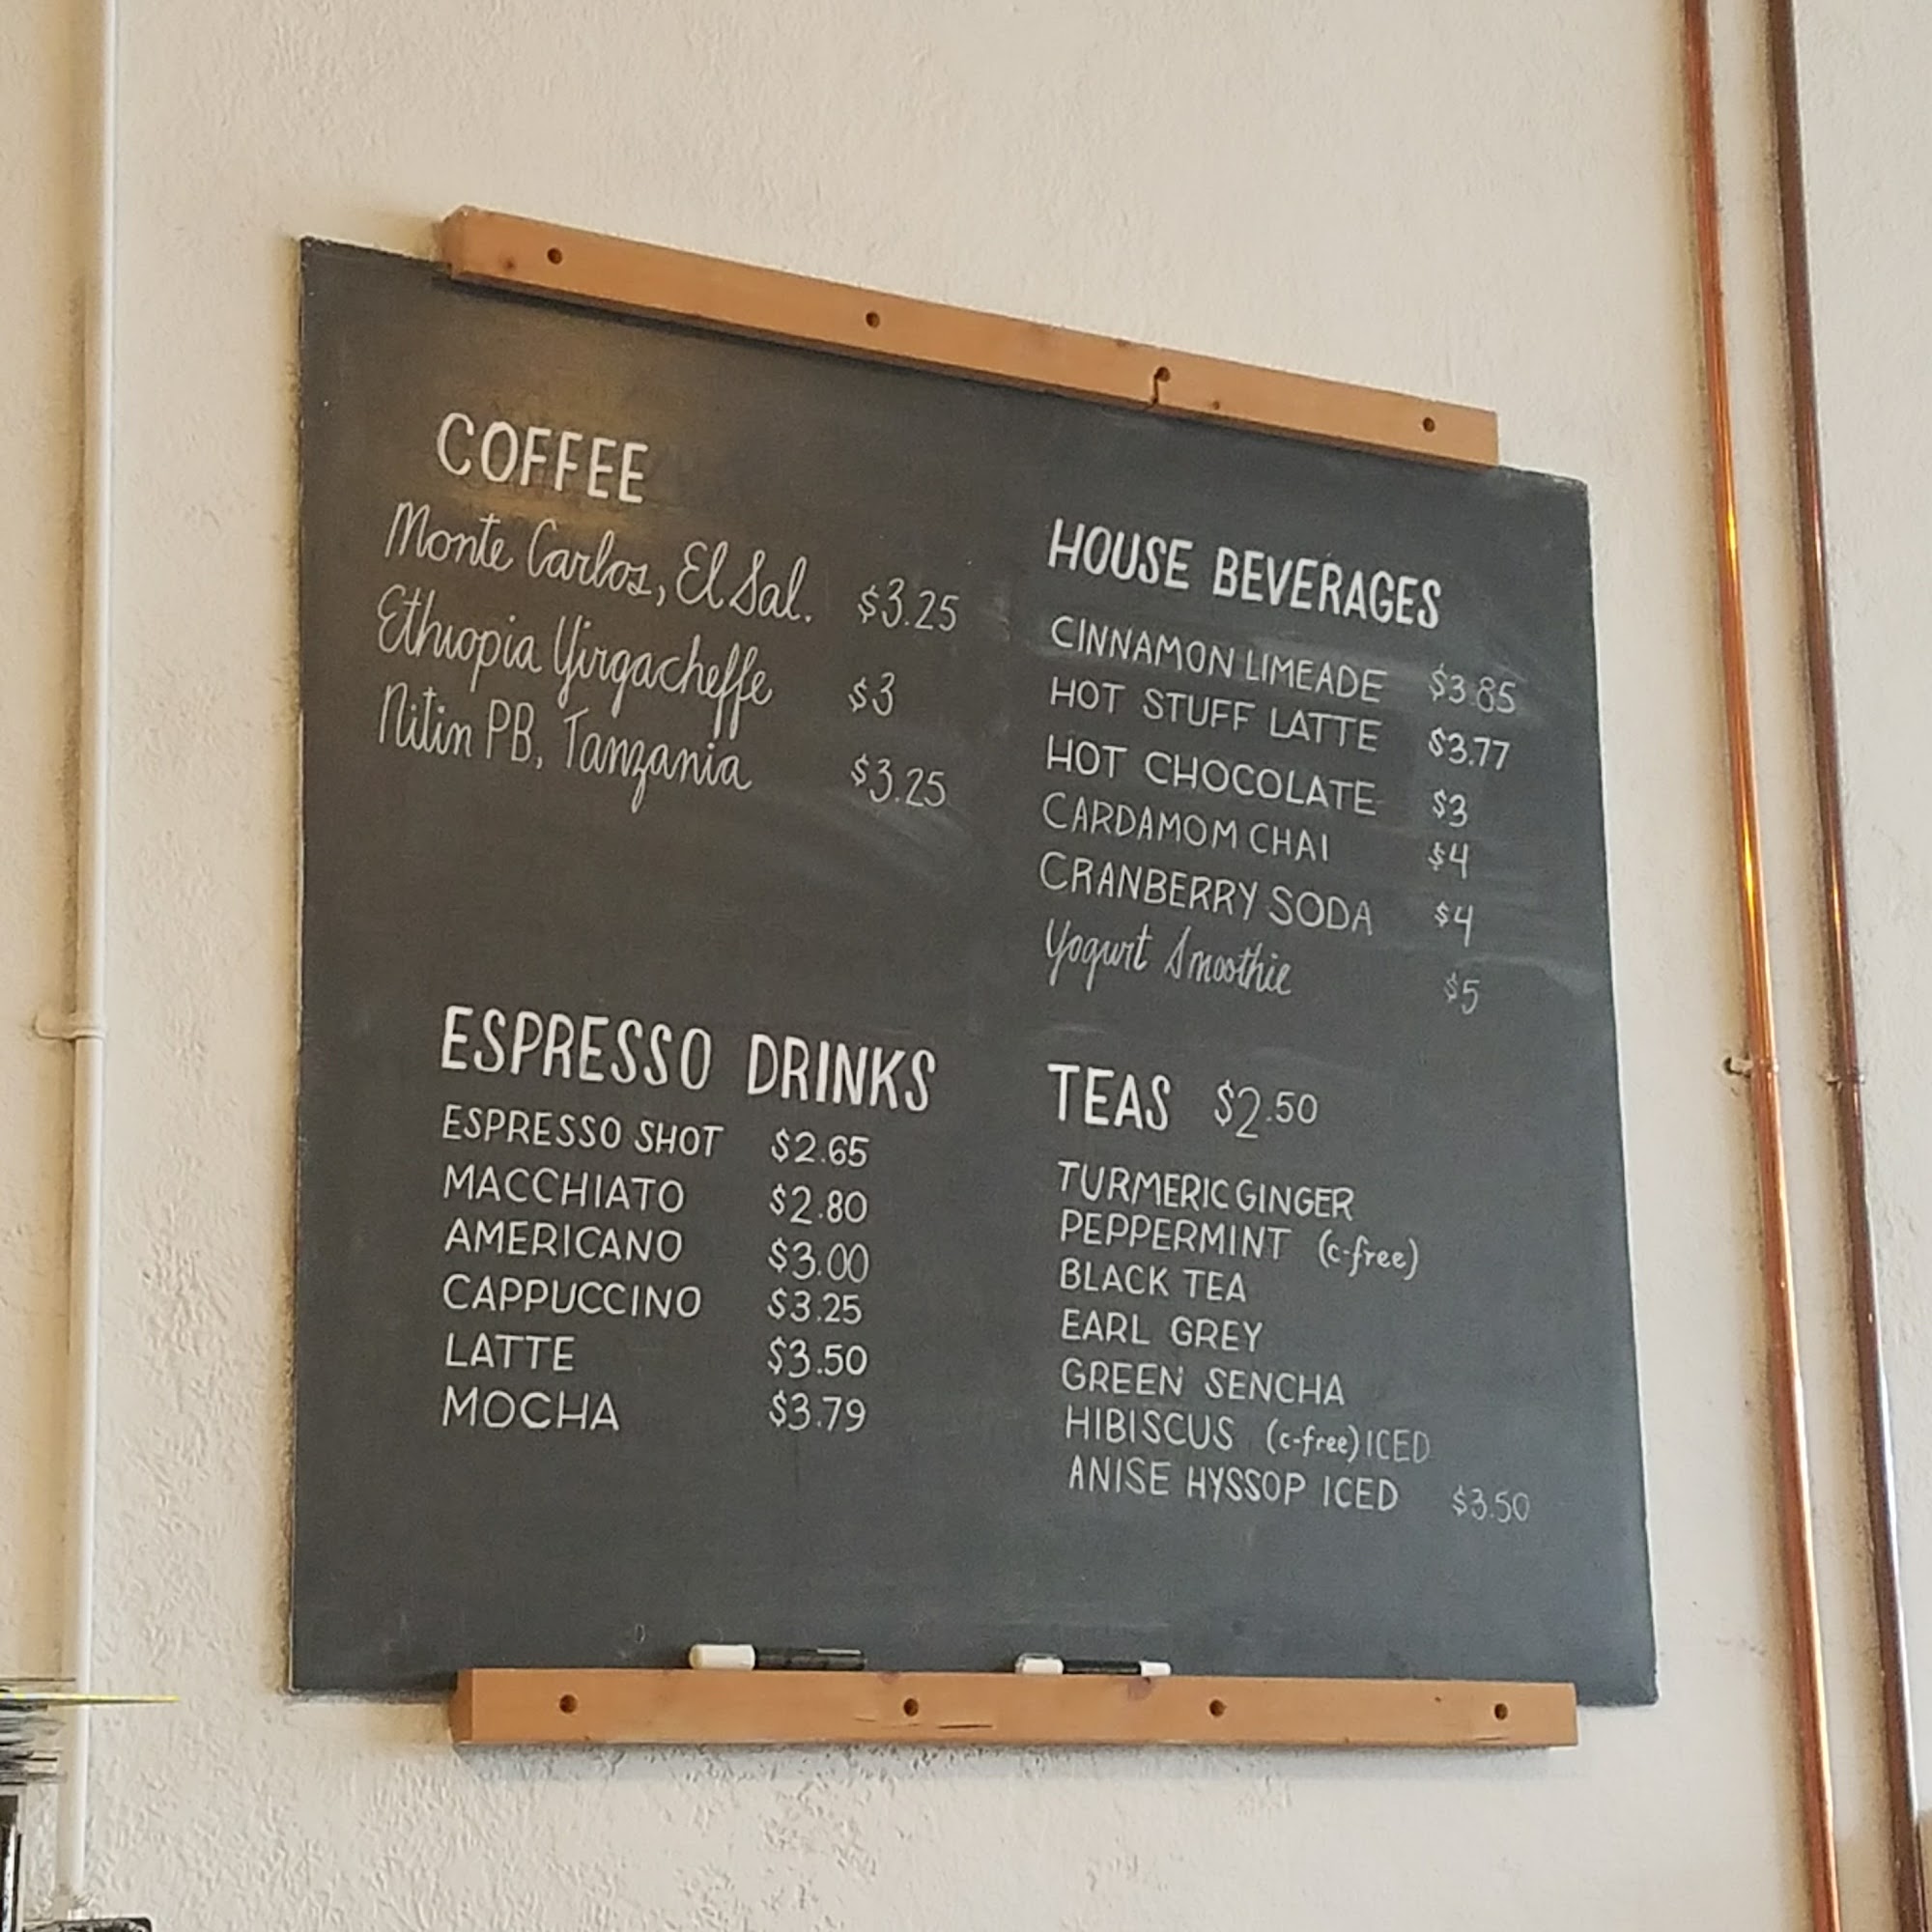 COFFEE
Monte Carlos, El Sal. $3.25
Ethiopia Yirgacheffe $3
Nitin PB, Tanzania $3.25
ESPRESSO DRINKS
ESPRESSO SHOT $2.65
MACCHIATO $2.80
AMERICANO $3.00
CAPPUCCINO $3.25
LATTE $3.50
MOCHA $3.79
HOUSE BEVERAGES
CINNAMON LIMEADE $3.85
HOT STUFF LATTE $3.77
HOT CHOCOLATE $3
CARDAMOM CHAI $4
CRANBERRY SODA $4
Yogurt Smoothie $5
TEAS $2.50
TURMERIC GINGER
PEPPERMINT (c-free)
BLACK TEA
EARL GREY
GREEN SENCHA
HIBISCUS (c-free) ICED
ANISE HYSSOP ICED $3.50